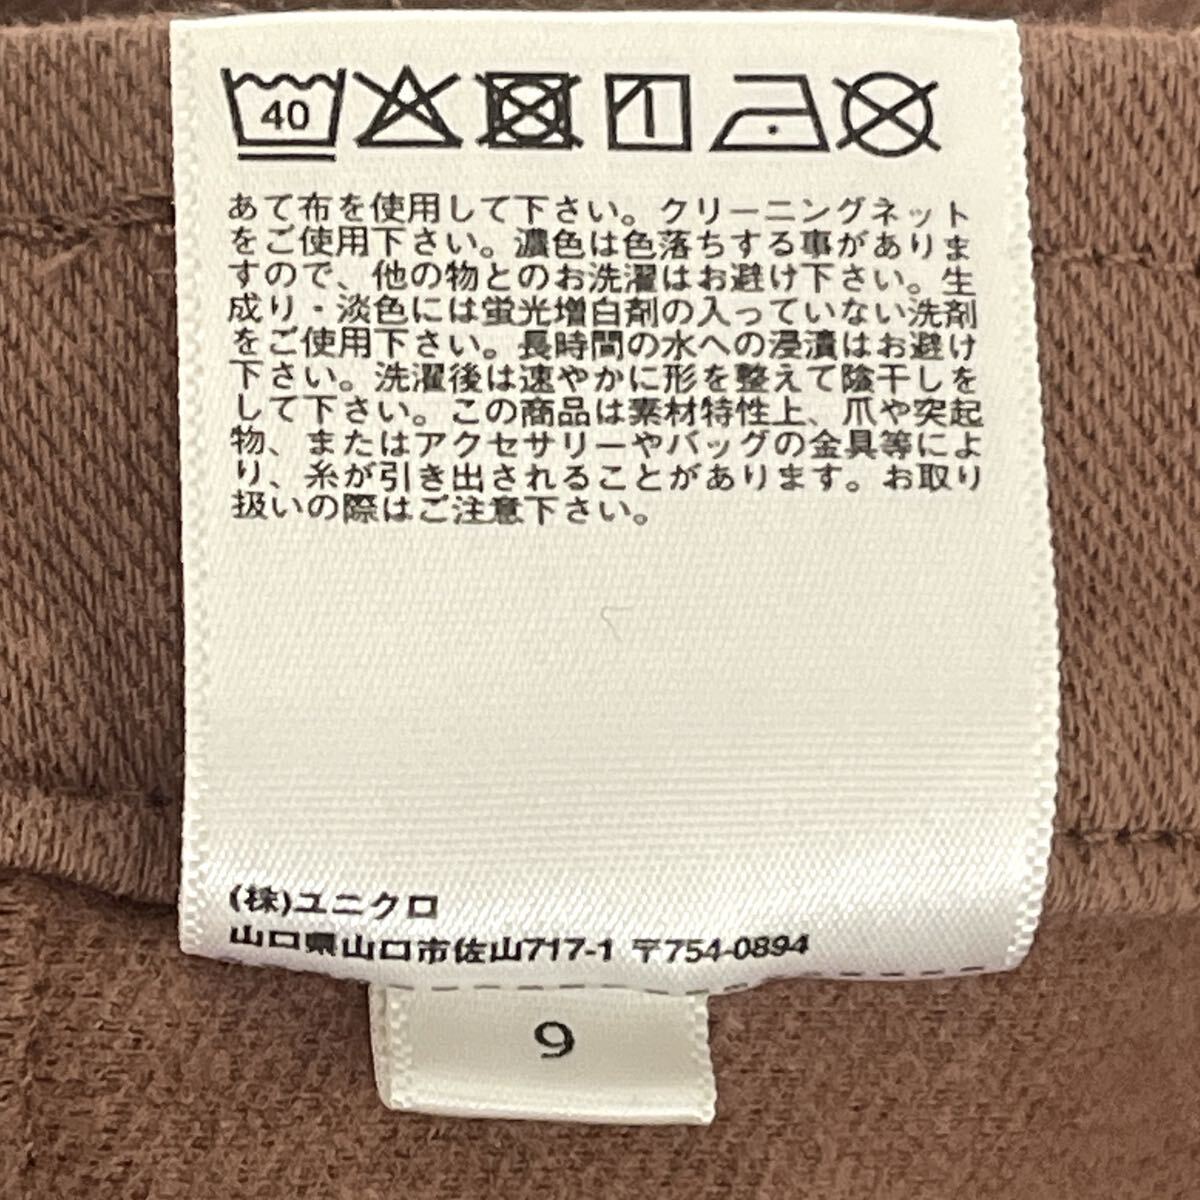 40
あて布を使用して下さい。クリーニングネット
をご使用下さい。濃色は色落ちする事がありま
すので、他の物とのお洗濯はお避け下さい。生
成り・淡色には蛍光増白剤の入っていない洗剤
をご使用下さい。長時間の水への浸漬はお避け
下さい。洗濯後は速やかに形を整えて陰干しを
して下さい。この商品は素材特性上、爪や突起
物、またはアクセサリーやバッグの金具等によ
り、糸が引き出されることがあります。お取り
扱いの際はご注意下さい。
(株)ユニクロ
山口県山口市佐山717-1 〒754-0894
9